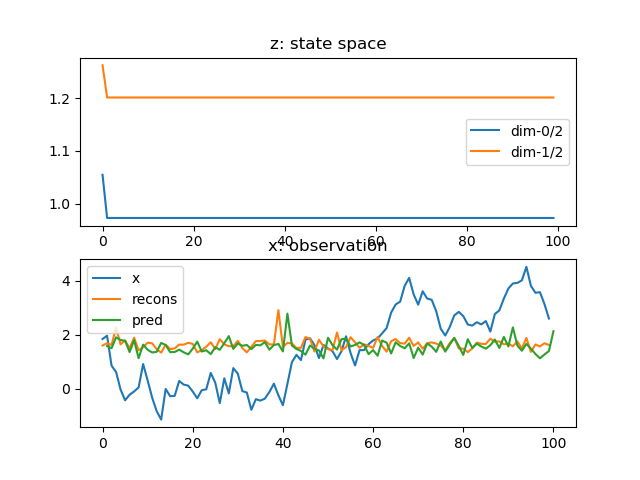 z: state space
1.2
1.1
1.0
dim-0/2
dim-1/2
0 20 40 60 80 100
x: observation
4
2
0
x
recons
pred
0 20 40 60 80 100